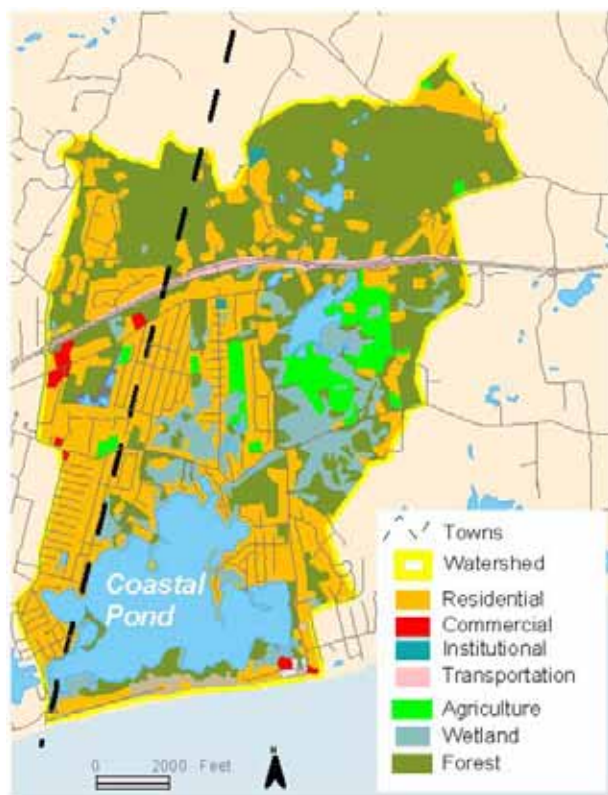 Coastal
Pond
Towns
Watershed
Residential
Commercial
Institutional
Transportation
Agriculture
Wetland
Forest
0 2000 Feet
N